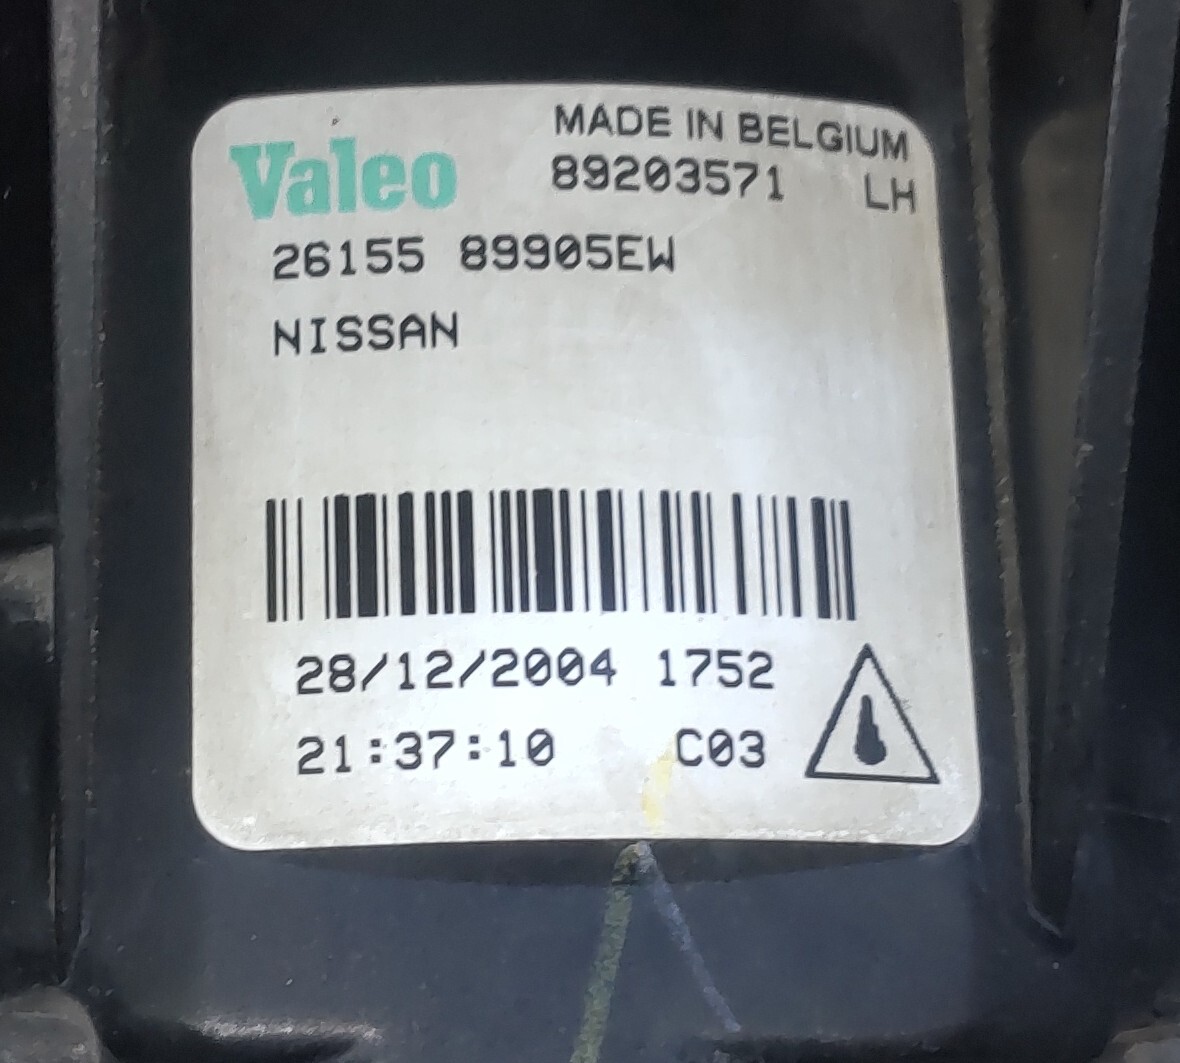 Valeo
MADE IN BELGIUM
89203571 LH
26155 89905EW
NISSAN
28/12/2004 1752
21:37:10 C03